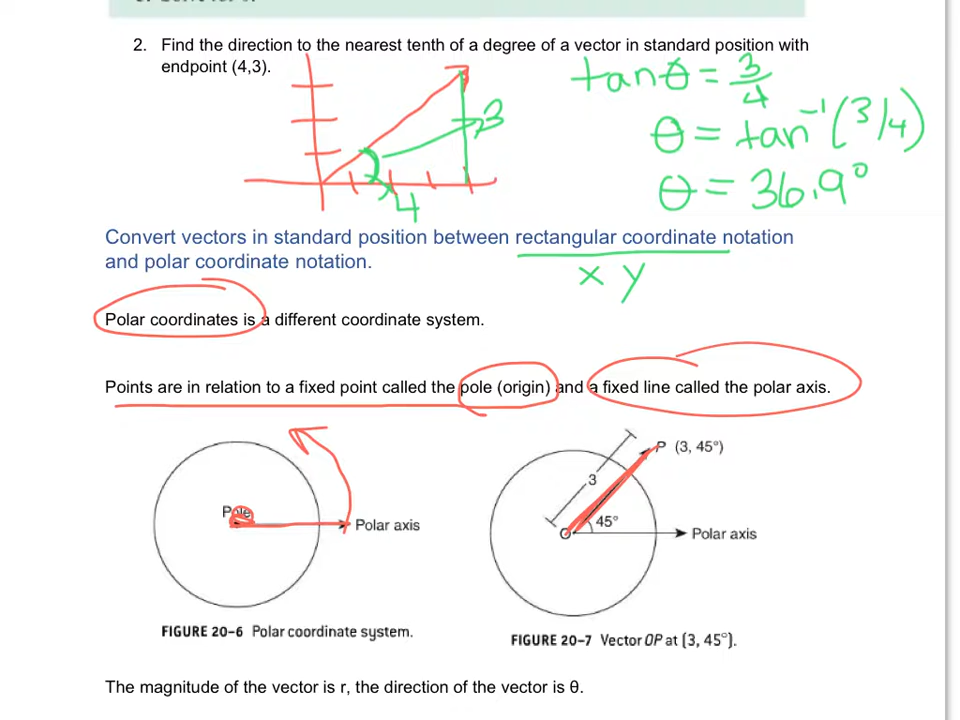 2. Find the direction to the nearest tenth of a degree of a vector in standard position with
endpoint (4,3).
tanθ = 3/4
3
θ = tan⁻¹(3/4)
θ = 36.9°
4
Convert vectors in standard position between rectangular coordinate notation
and polar coordinate notation.
x y
Polar coordinates is a different coordinate system.
Points are in relation to a fixed point called the pole (origin) and a fixed line called the polar axis.
P (3, 45°)
3
Pole
45°
Polar axis
O
Polar axis
FIGURE 20–6 Polar coordinate system.
FIGURE 20–7 Vector OP at (3, 45°).
The magnitude of the vector is r, the direction of the vector is θ.